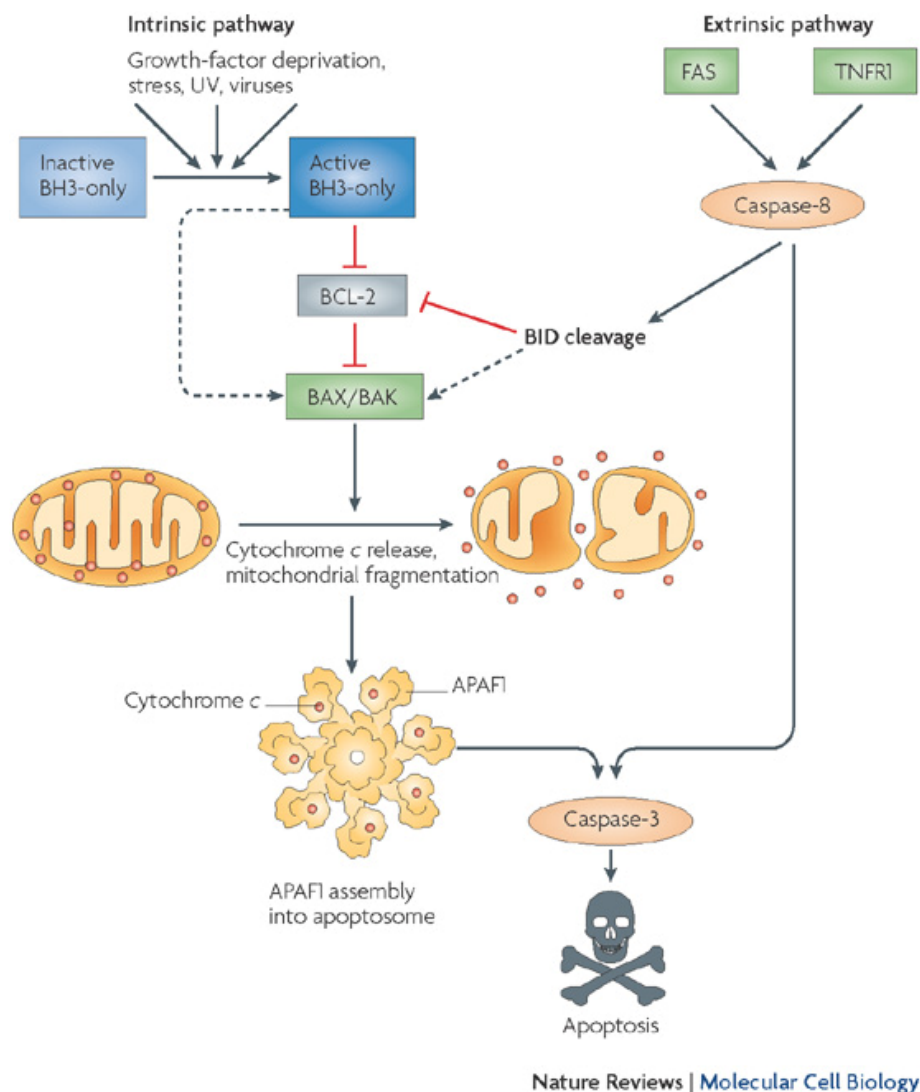 Intrinsic pathway
Growth-factor deprivation,
stress, UV, viruses
Extrinsic pathway
FAS
TNFR1
Inactive
BH3-only
Active
BH3-only
Caspase-8
BCL-2
BID cleavage
BAX/BAK
Cytochrome c release,
mitochondrial fragmentation
Cytochrome c
APAF1
Caspase-3
APAF1 assembly
into apoptosome
Apoptosis
Nature Reviews | Molecular Cell Biology